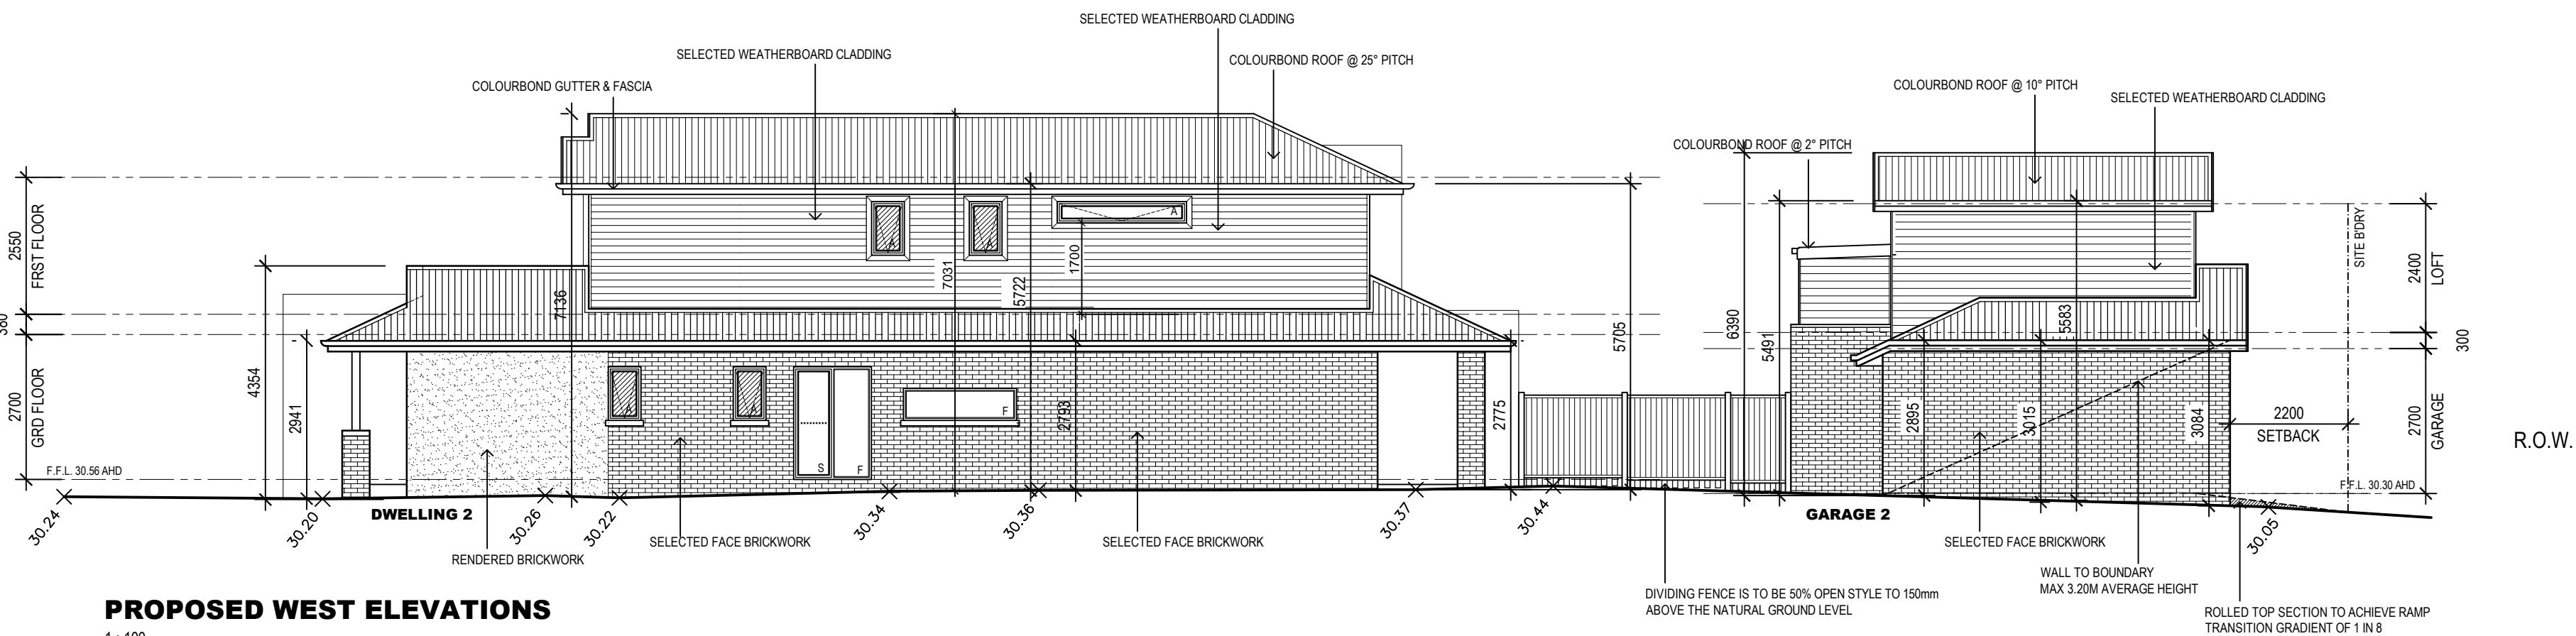 SELECTED WEATHERBOARD CLADDING
SELECTED WEATHERBOARD CLADDING
COLOURBOND ROOF @ 25° PITCH
COLOURBOND GUTTER & FASCIA
COLOURBOND ROOF @ 10° PITCH
SELECTED WEATHERBOARD CLADDING
COLOURBOND ROOF @ 2° PITCH
2550
FRST FLOOR
380
2700
GRD FLOOR
F.F.L. 30.56 AHD
4354
2941
7136
7031
5722
1700
2793
2775
5705
A
A
A
A
A
S
F
F
6390
5491
5583
2895
3015
3084
2200
SETBACK
SITE B'DRY
2400
LOFT
300
2700
GARAGE
F.F.L. 30.30 AHD
R.O.W.
30.24
30.20
DWELLING 2
30.26
30.22
30.34
30.36
30.37
30.44
GARAGE 2
30.05
RENDERED BRICKWORK
SELECTED FACE BRICKWORK
SELECTED FACE BRICKWORK
SELECTED FACE BRICKWORK
DIVIDING FENCE IS TO BE 50% OPEN STYLE TO 150mm
ABOVE THE NATURAL GROUND LEVEL
WALL TO BOUNDARY
MAX 3.20M AVERAGE HEIGHT
ROLLED TOP SECTION TO ACHIEVE RAMP
TRANSITION GRADIENT OF 1 IN 8
PROPOSED WEST ELEVATIONS
1 : 100